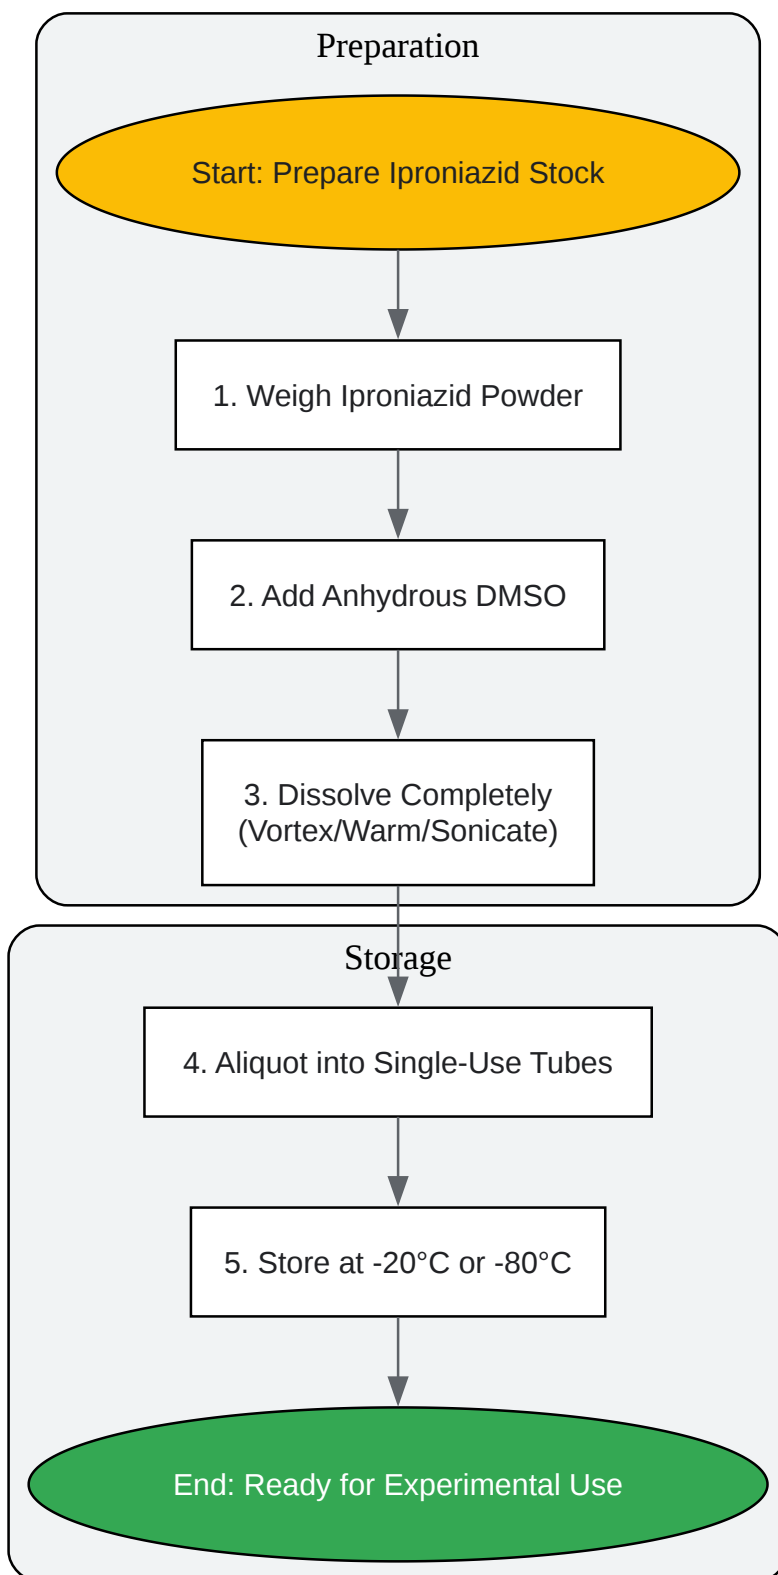 Preparation
Start: Prepare Iproniazid Stock
1. Weigh Iproniazid Powder
2. Add Anhydrous DMSO
3. Dissolve Completely
(Vortex/Warm/Sonicate)
Storage
4. Aliquot into Single-Use Tubes
5. Store at -20°C or -80°C
End: Ready for Experimental Use